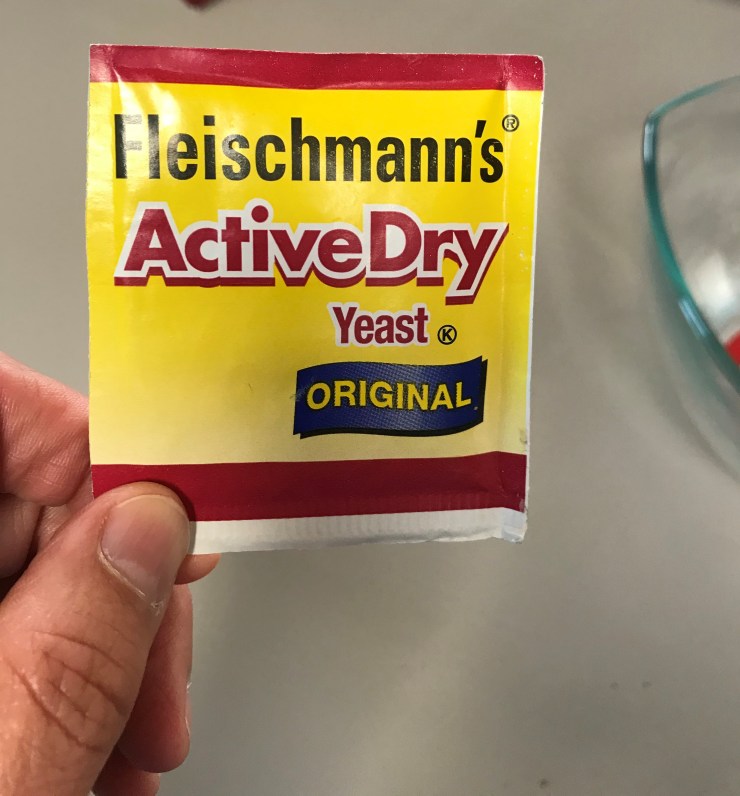 Fleischmann's®
ActiveDry
Yeast Ⓚ
ORIGINAL